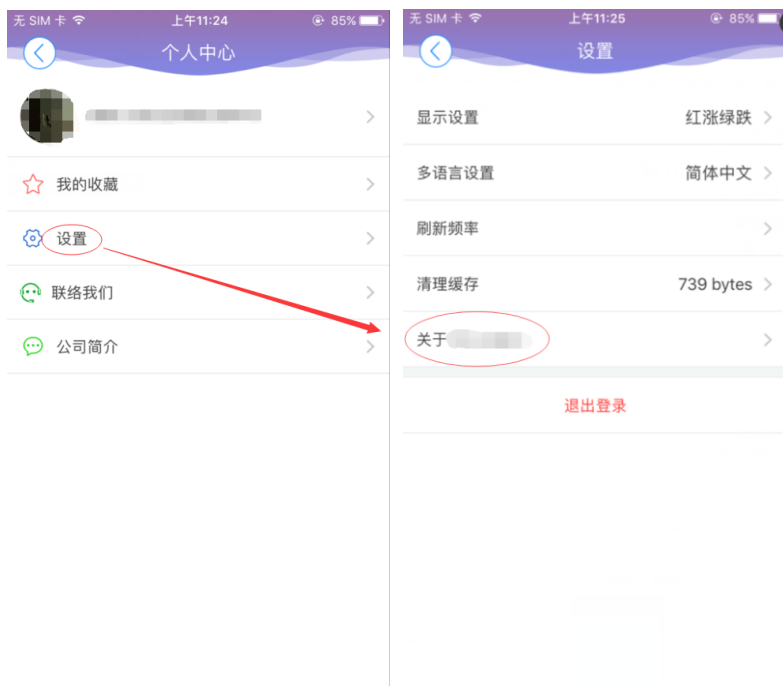 无 SIM 卡 上午11:24 85%
个人中心
我的收藏
设置
联络我们
公司简介
无 SIM 卡 上午11:25 85%
设置
显示设置 红涨绿跌
多语言设置 简体中文
刷新频率
清理缓存 739 bytes
关于
退出登录